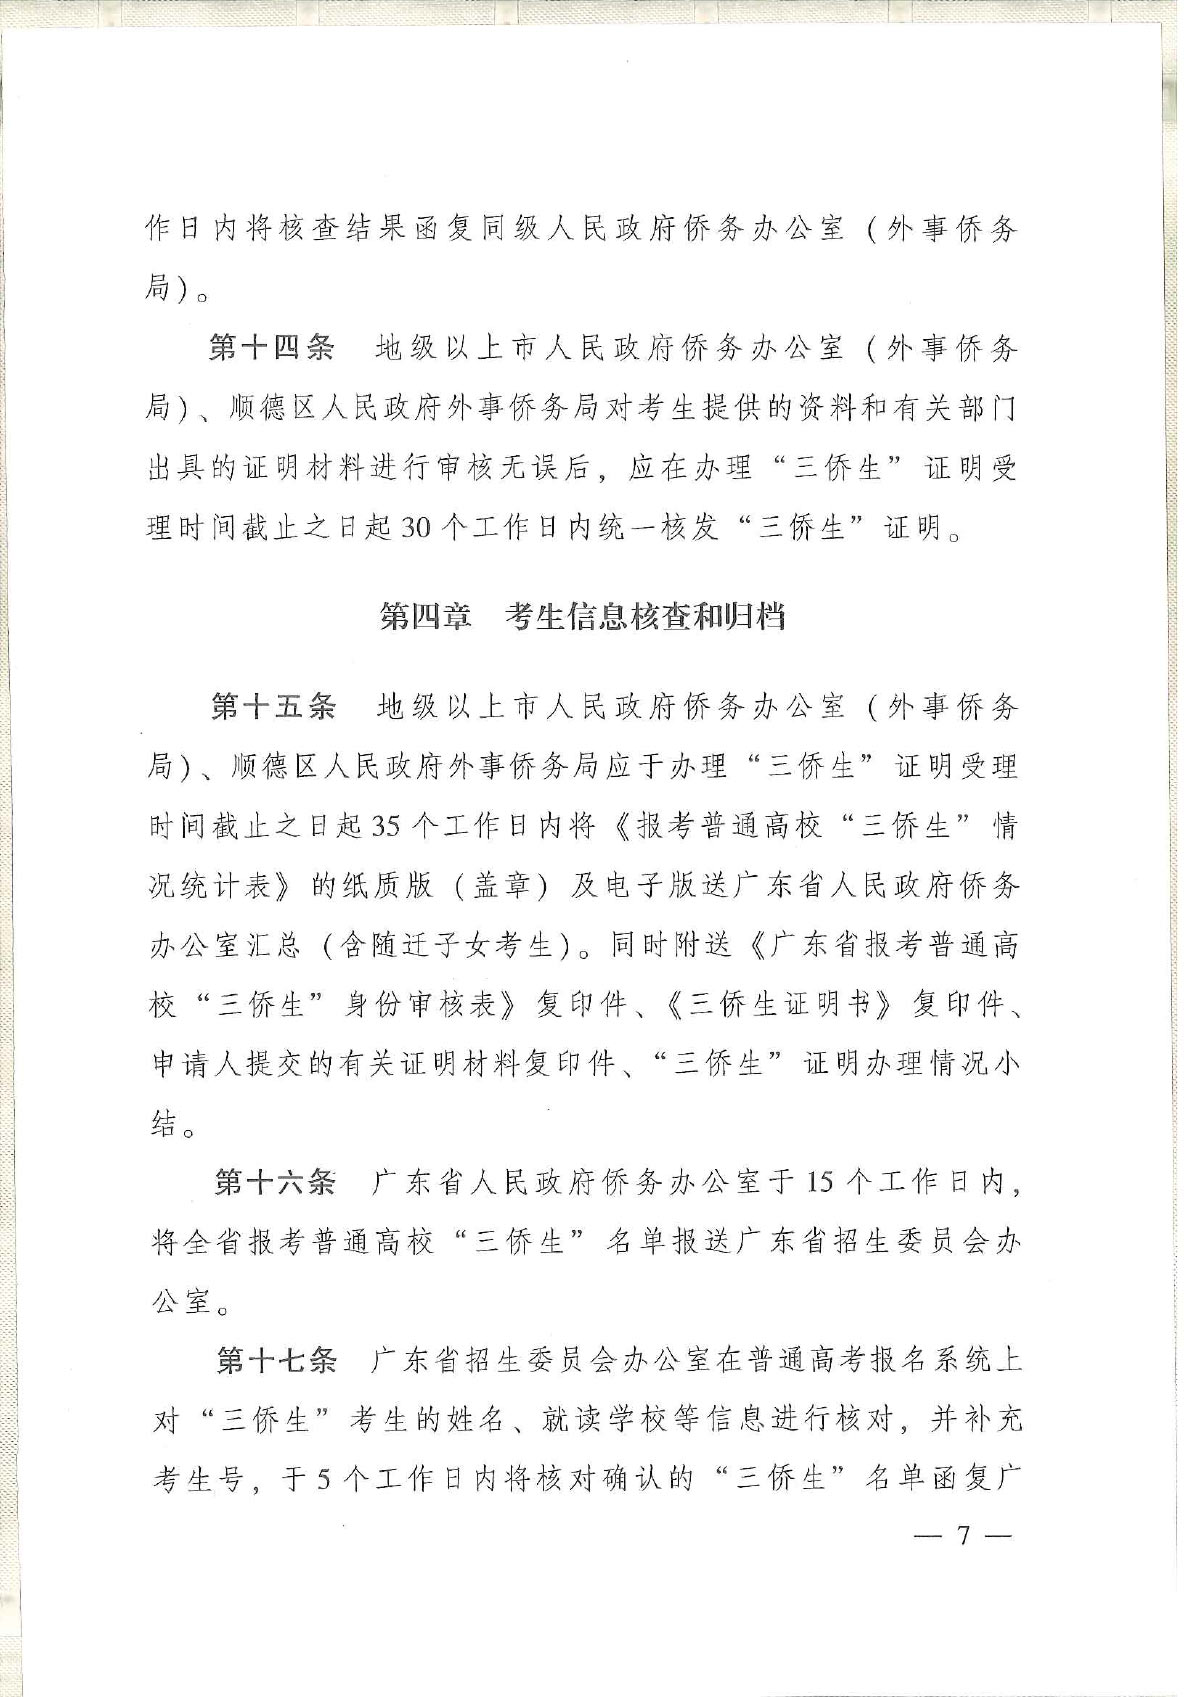 作日内将核查结果函复同级人民政府侨务办公室（外事侨务
局）。
第十四条　地级以上市人民政府侨务办公室（外事侨务
局）、顺德区人民政府外事侨务局对考生提供的资料和有关部门
出具的证明材料进行审核无误后，应在办理“三侨生”证明受
理时间截止之日起30个工作日内统一核发“三侨生”证明。
第四章　考生信息核查和归档
第十五条　地级以上市人民政府侨务办公室（外事侨务
局）、顺德区人民政府外事侨务局应于办理“三侨生”证明受理
时间截止之日起35个工作日内将《报考普通高校“三侨生”情
况统计表》的纸质版（盖章）及电子版送广东省人民政府侨务
办公室汇总（含随迁子女考生）。同时附送《广东省报考普通高
校“三侨生”身份审核表》复印件、《三侨生证明书》复印件、
申请人提交的有关证明材料复印件、“三侨生”证明办理情况小
结。
第十六条　广东省人民政府侨务办公室于15个工作日内，
将全省报考普通高校“三侨生”名单报送广东省招生委员会办
公室。
第十七条　广东省招生委员会办公室在普通高考报名系统上
对“三侨生”考生的姓名、就读学校等信息进行核对，并补充
考生号，于5个工作日内将核对确认的“三侨生”名单函复广
— 7 —